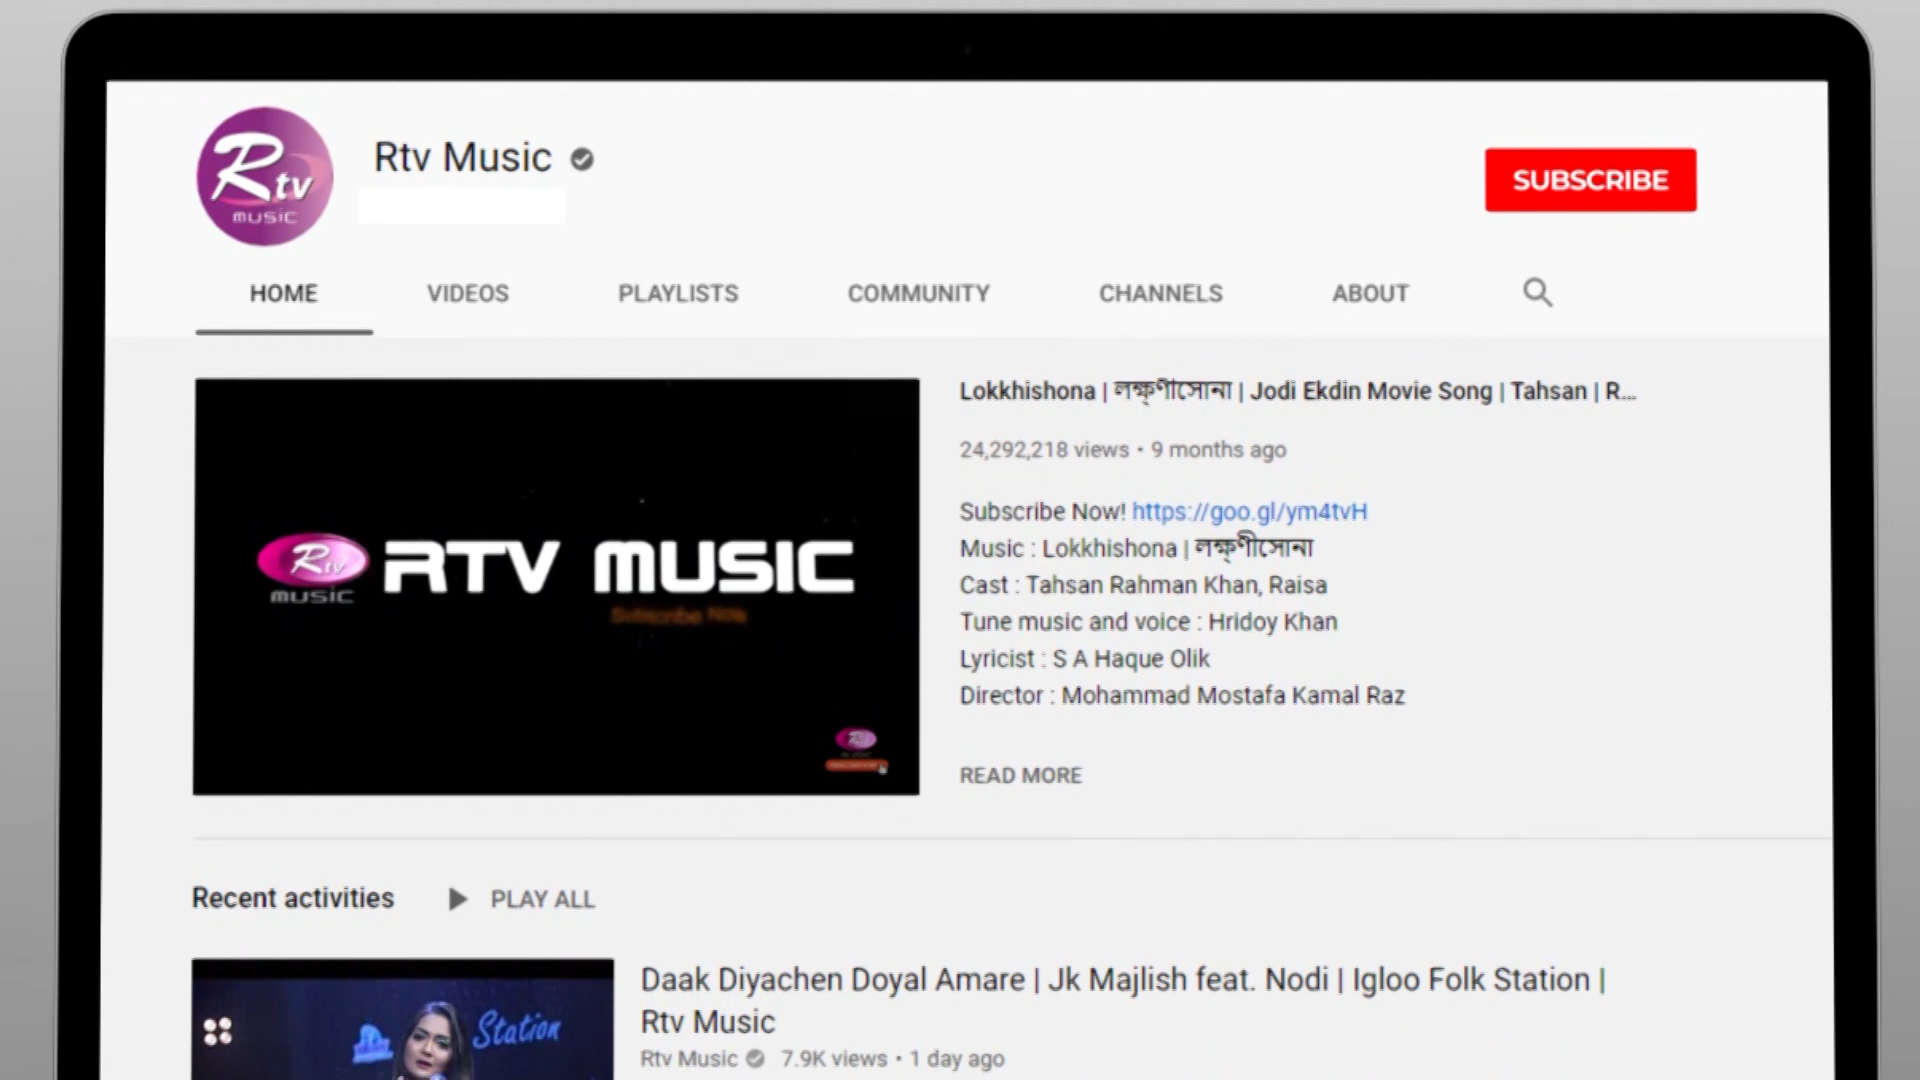 Rtv
MUSIC
Rtv Music
SUBSCRIBE
HOME
VIDEOS
PLAYLISTS
COMMUNITY
CHANNELS
ABOUT
Lokkhishona | লক্ষ্ণীসোনা | Jodi Ekdin Movie Song | Tahsan | R...
24,292,218 views • 9 months ago
Subscribe Now! https://goo.gl/ym4tvH
Music : Lokkhishona | লক্ষ্ণীসোনা
Cast : Tahsan Rahman Khan, Raisa
Tune music and voice : Hridoy Khan
Lyricist : S A Haque Olik
Director : Mohammad Mostafa Kamal Raz
READ MORE
Rtv
MUSIC
RTV MUSIC
Subscribe Now
Recent activities
PLAY ALL
Station
Daak Diyachen Doyal Amare | Jk Majlish feat. Nodi | Igloo Folk Station |
Rtv Music
Rtv Music 7.9K views • 1 day ago